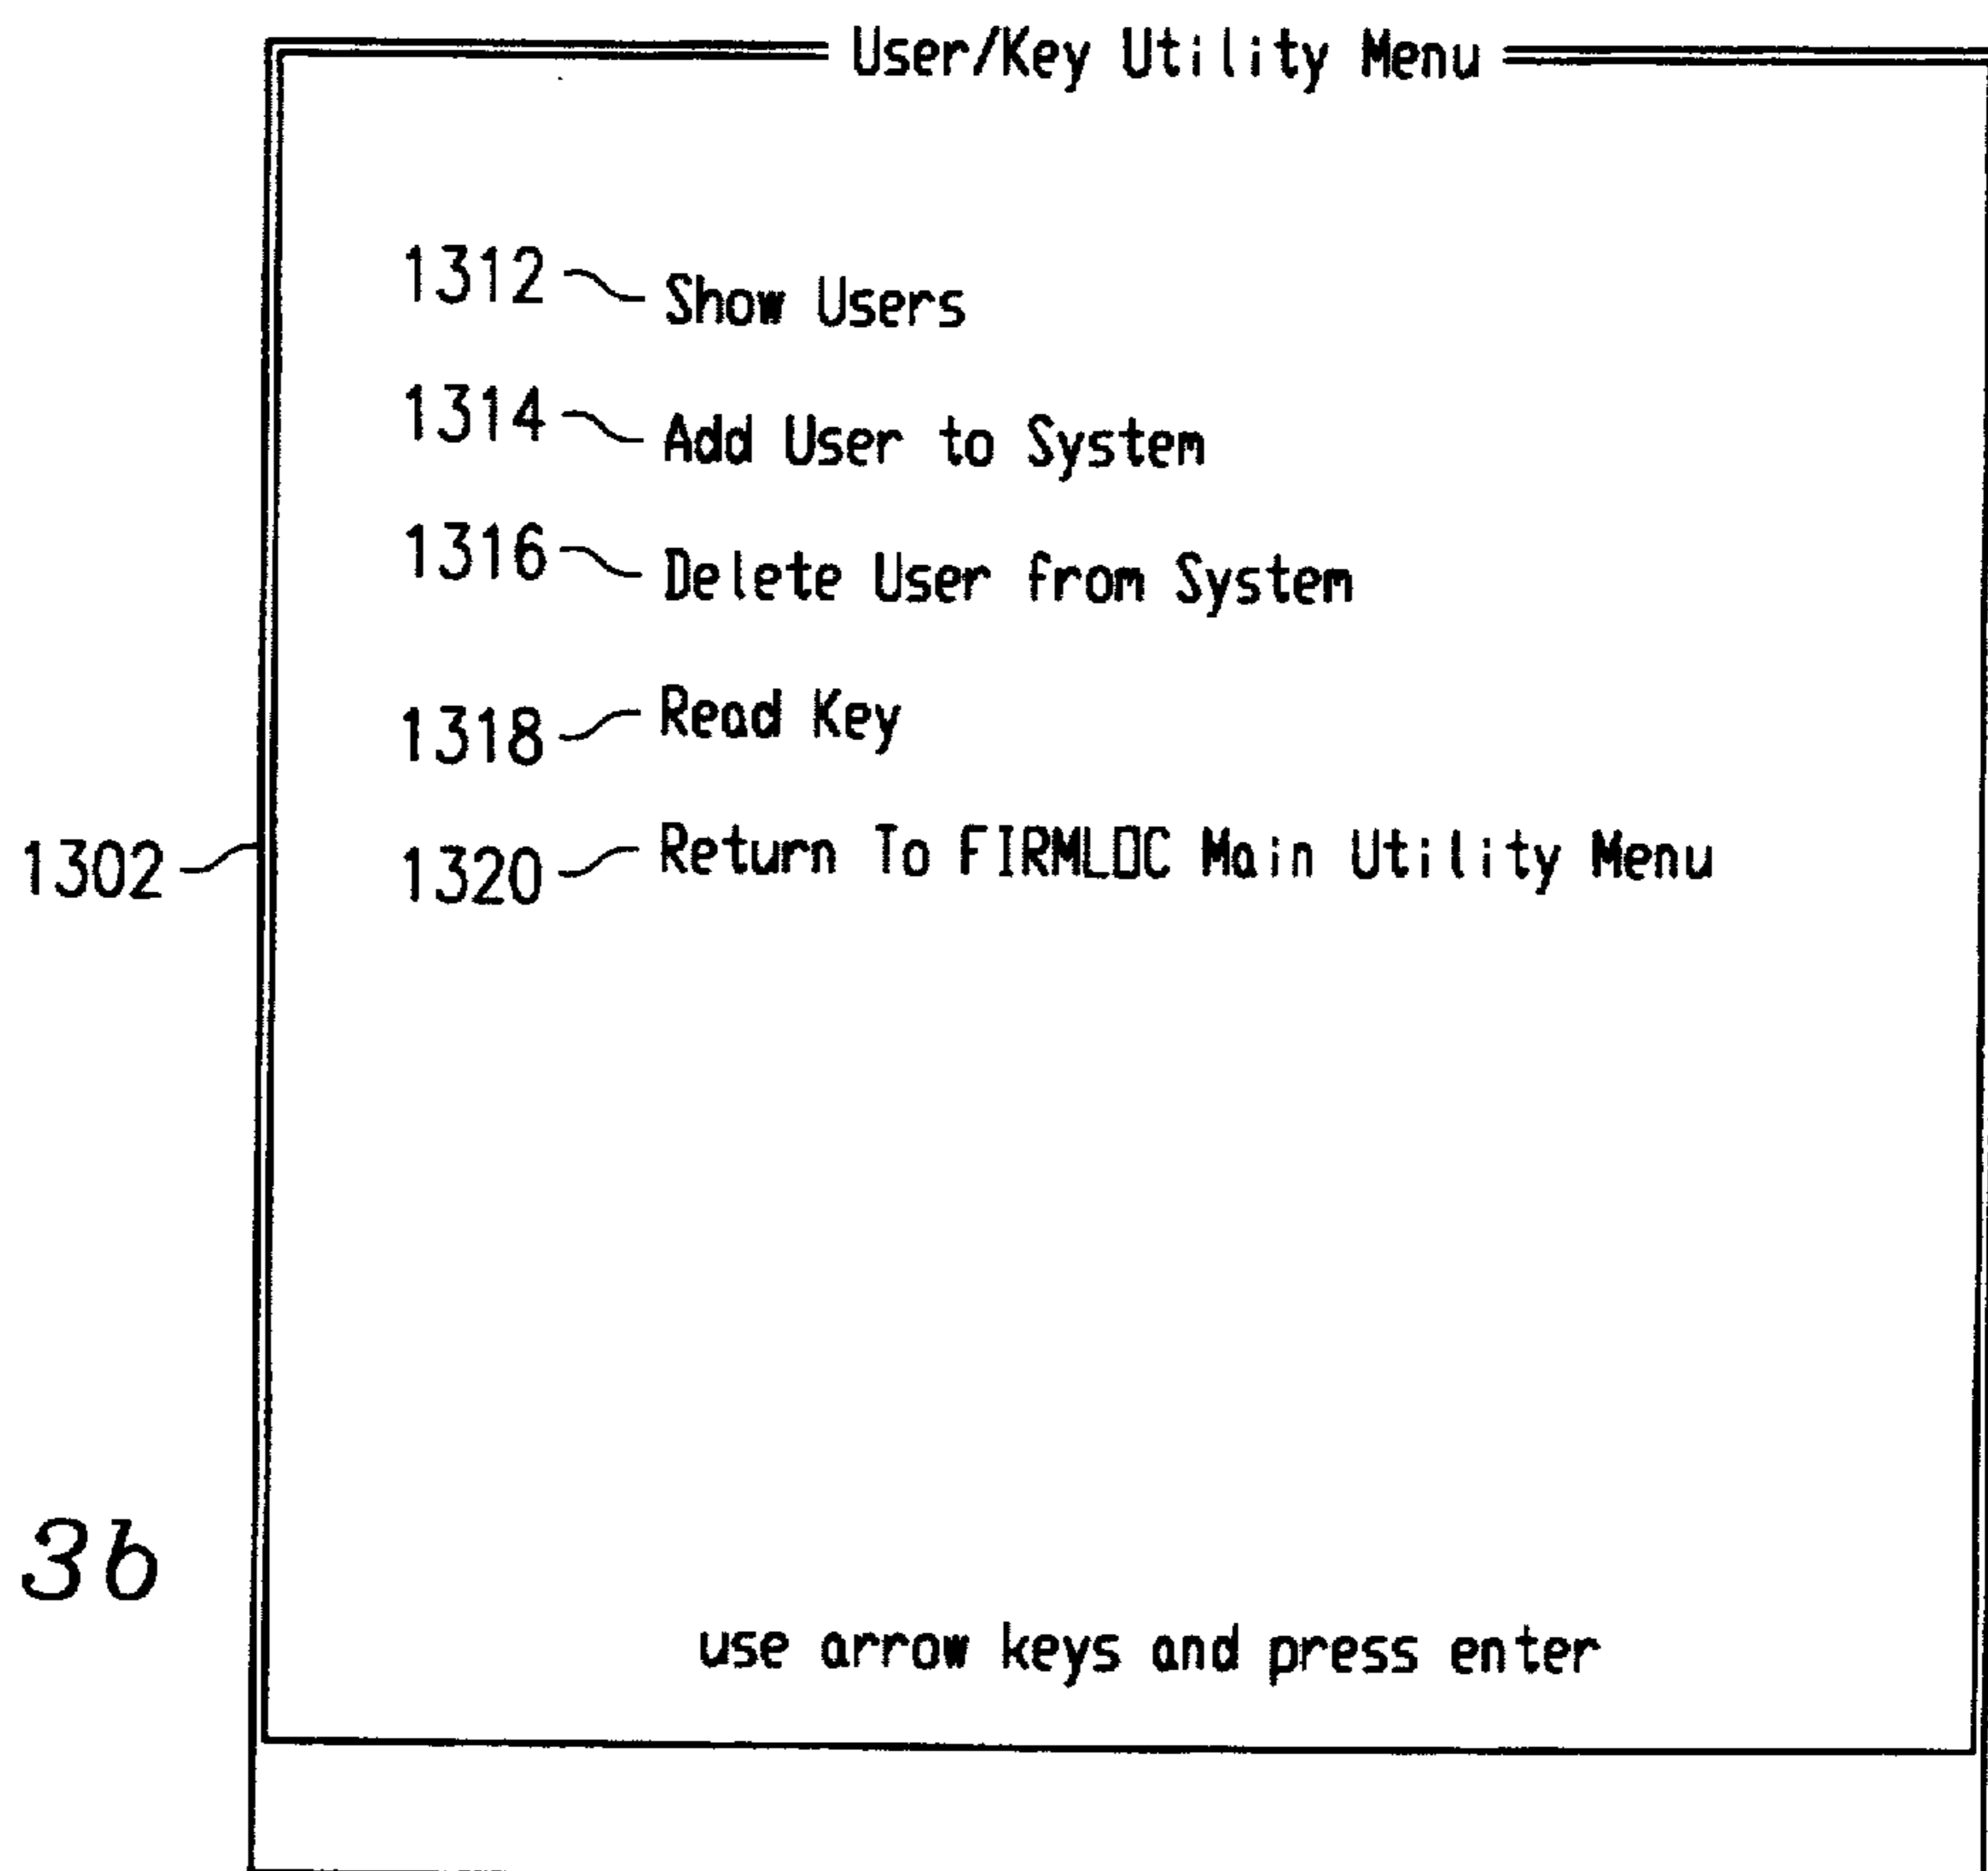 User/Key Utility Menu
1312 Show Users
1314 Add User to System
1316 Delete User from System
1318 Read Key
1302
1320 Return To FIRMLOC Main Utility Menu
3b
use arrow keys and press enter